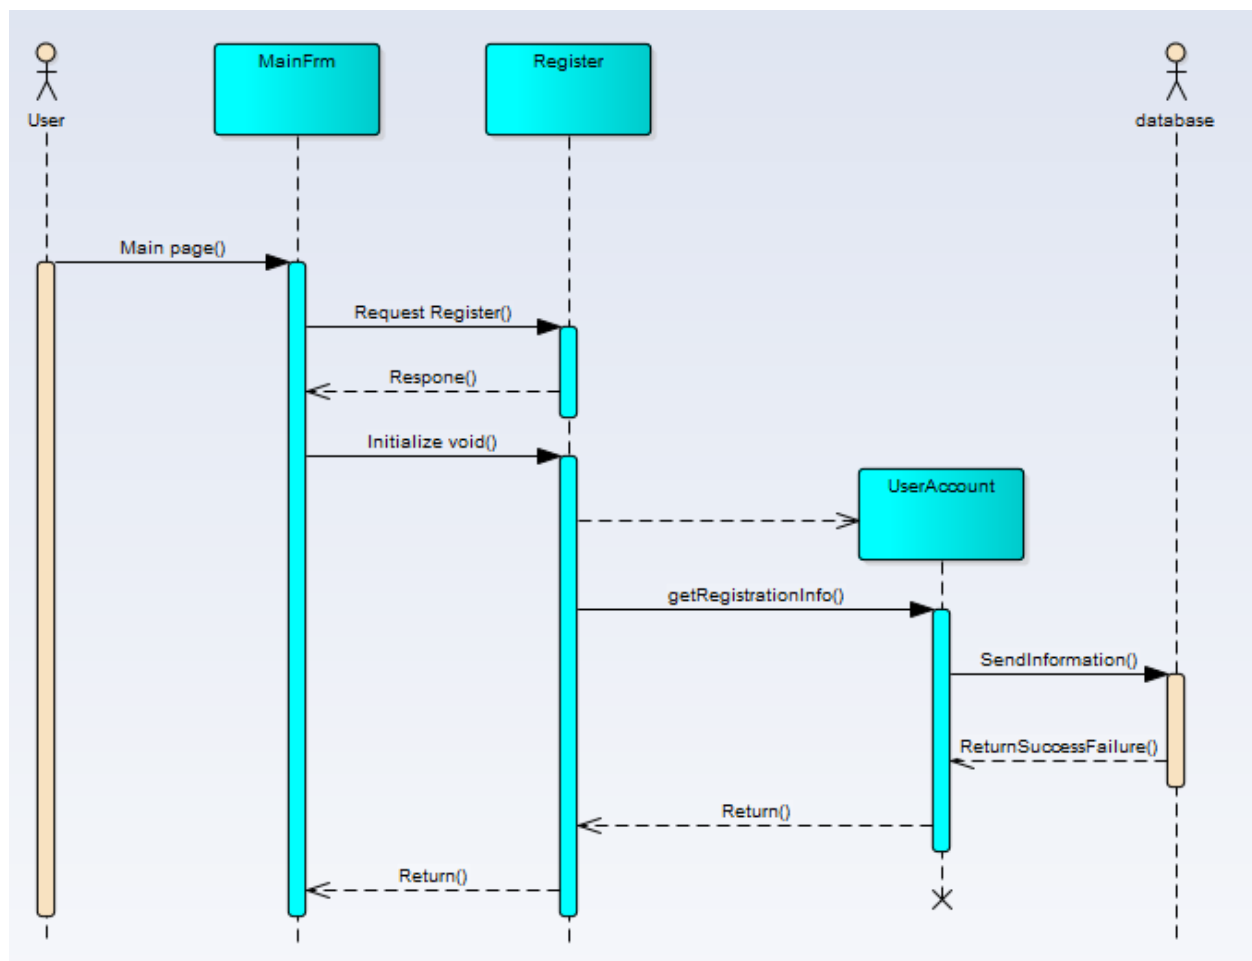 MainFrm
Register
User
database
Main page()
Request Register()
Respone()
Initialize void()
UserAccount
getRegistrationInfo()
SendInformation()
ReturnSuccessFailure()
Return()
Return()